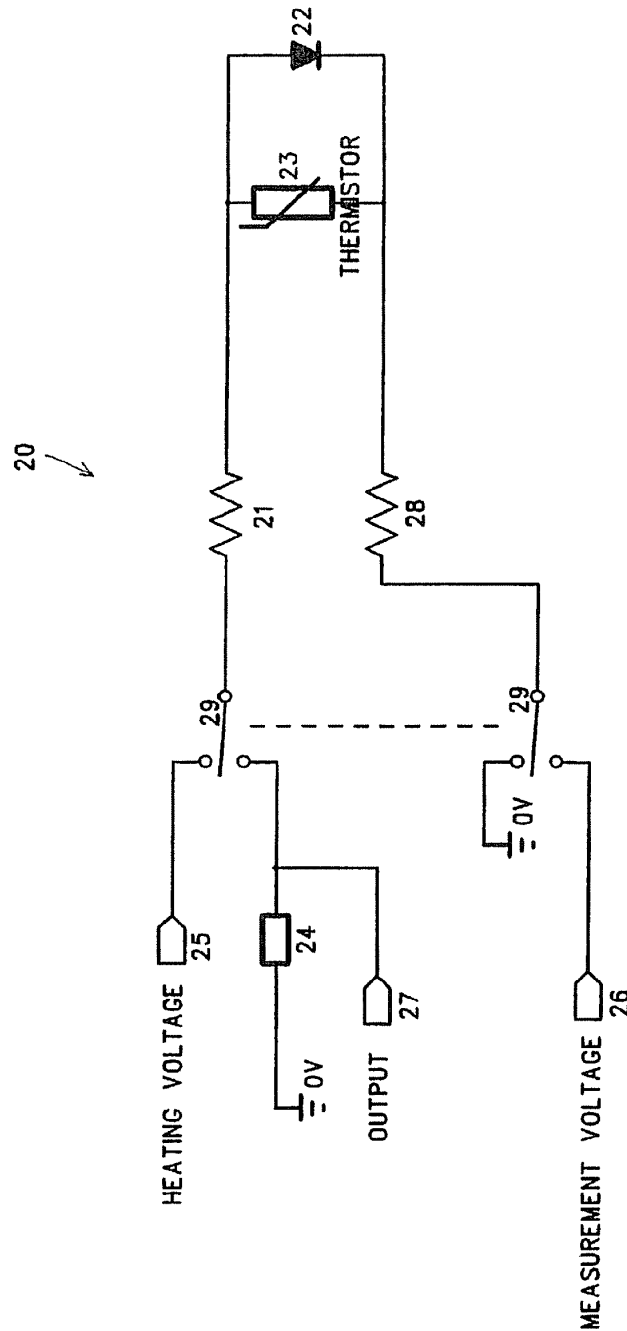 20
HEATING VOLTAGE
25
29
21
22
23
THERMISTOR
24
0V
OUTPUT
27
28
0V
29
MEASUREMENT VOLTAGE
26